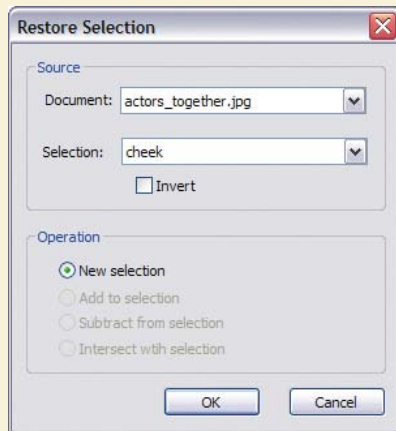 Restore Selection
Source
Document: actors_together.jpg
Selection: cheek
Invert
Operation
New selection
Add to selection
Subtract from selection
Intersect wtih selection
OK Cancel